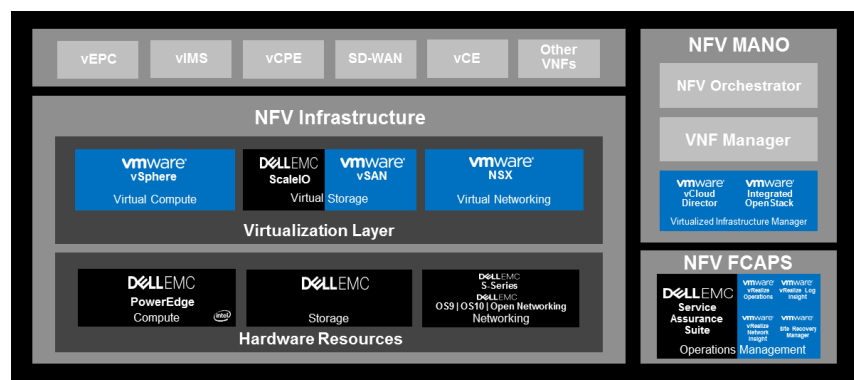 vEPC
vIMS
vCPE
SD-WAN
vCE
Other
VNFs
NFV Infrastructure
vmware
vSphere
Virtual Compute
DELLEMC
ScaleIO
vmware
vSAN
Virtual Storage
vmware
NSX
Virtual Networking
Virtualization Layer
DELLEMC
PowerEdge
Compute
intel
DELLEMC
Storage
DELLEMC
S-Series
DELLEMC
OS9 | OS10 | Open Networking
Networking
Hardware Resources
NFV MANO
NFV Orchestrator
VNF Manager
vmware
vCloud
Director
vmware
Integrated
OpenStack
Virtualized Infrastructure Manager
NFV FCAPS
DELLEMC
Service
Assurance
Suite
vmware
vRealize
Operations
vmware
vRealize Log
Insight
vmware
vRealize
Network
Insight
vmware
Site Recovery
Manager
Operations Management